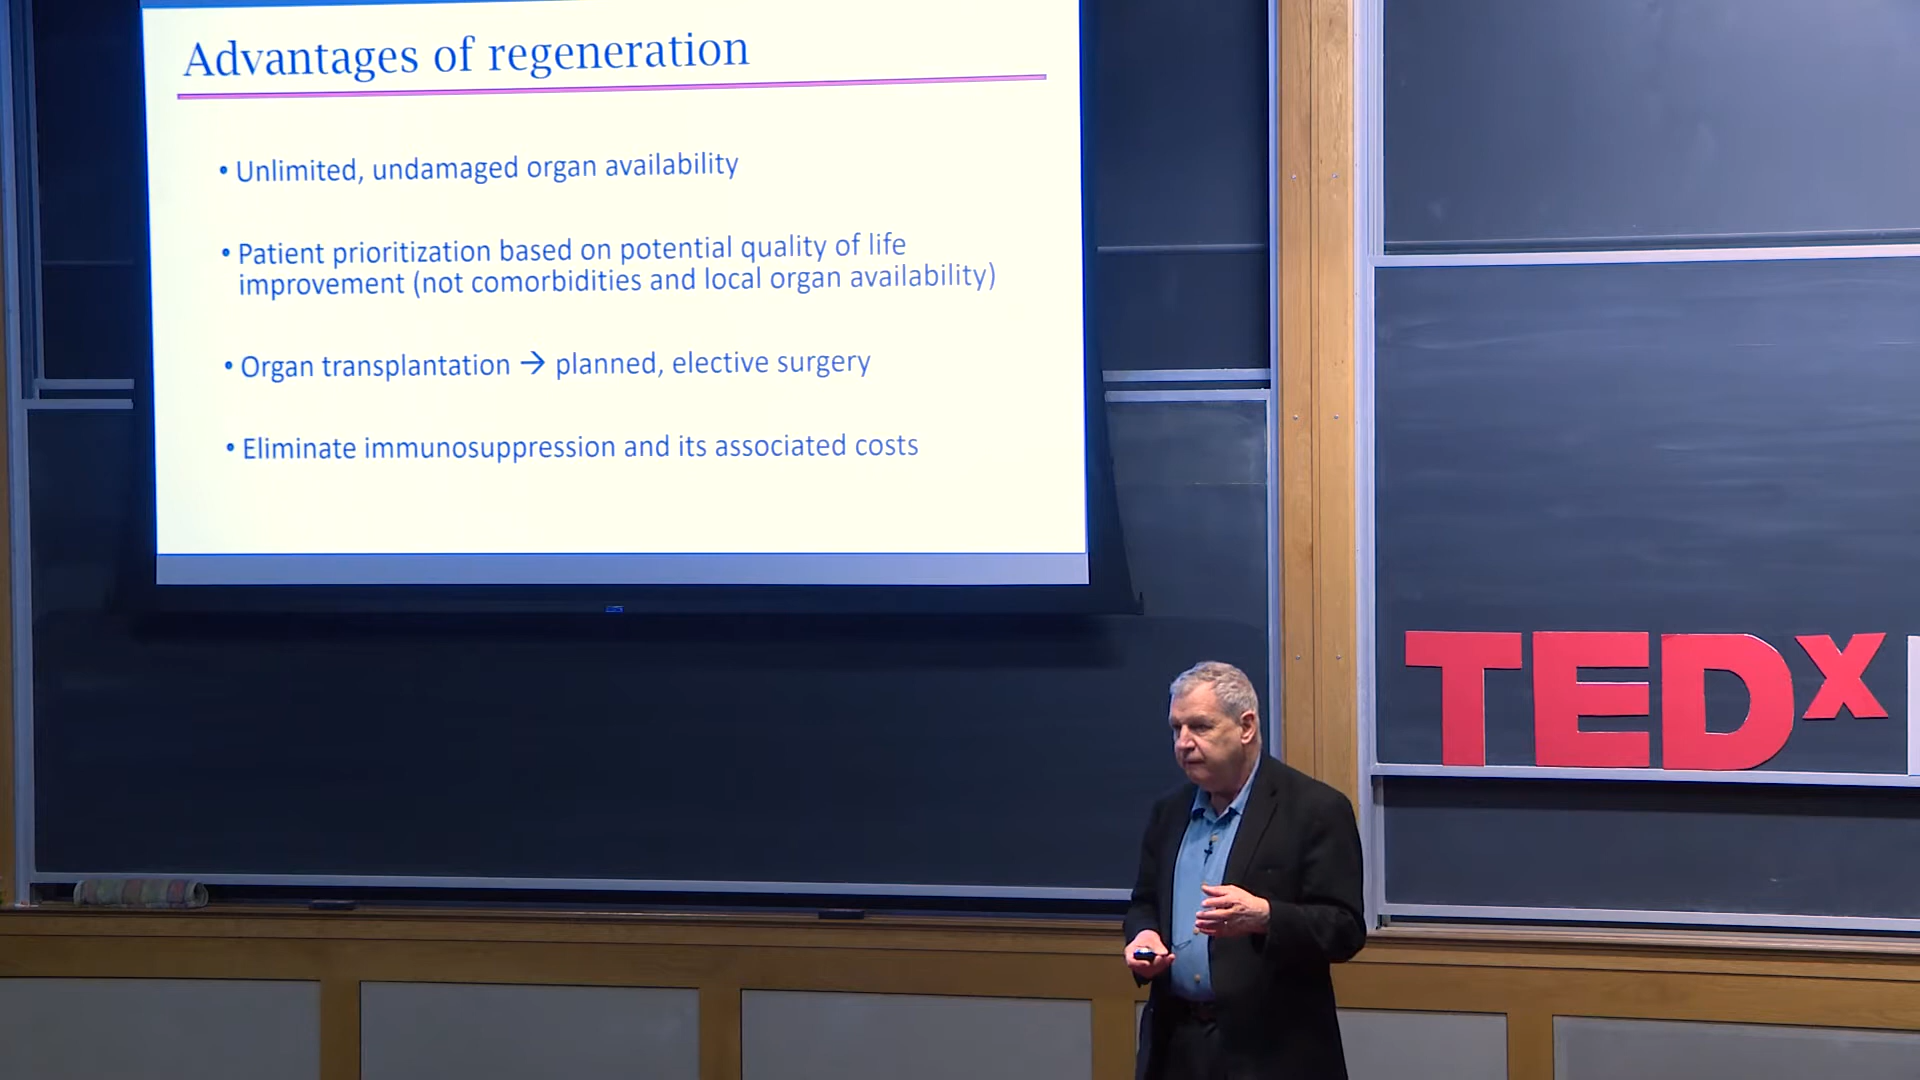 Advantages of regeneration
• Unlimited, undamaged organ availability
• Patient prioritization based on potential quality of life
improvement (not comorbidities and local organ availability)
• Organ transplantation → planned, elective surgery
• Eliminate immunosuppression and its associated costs
TEDx